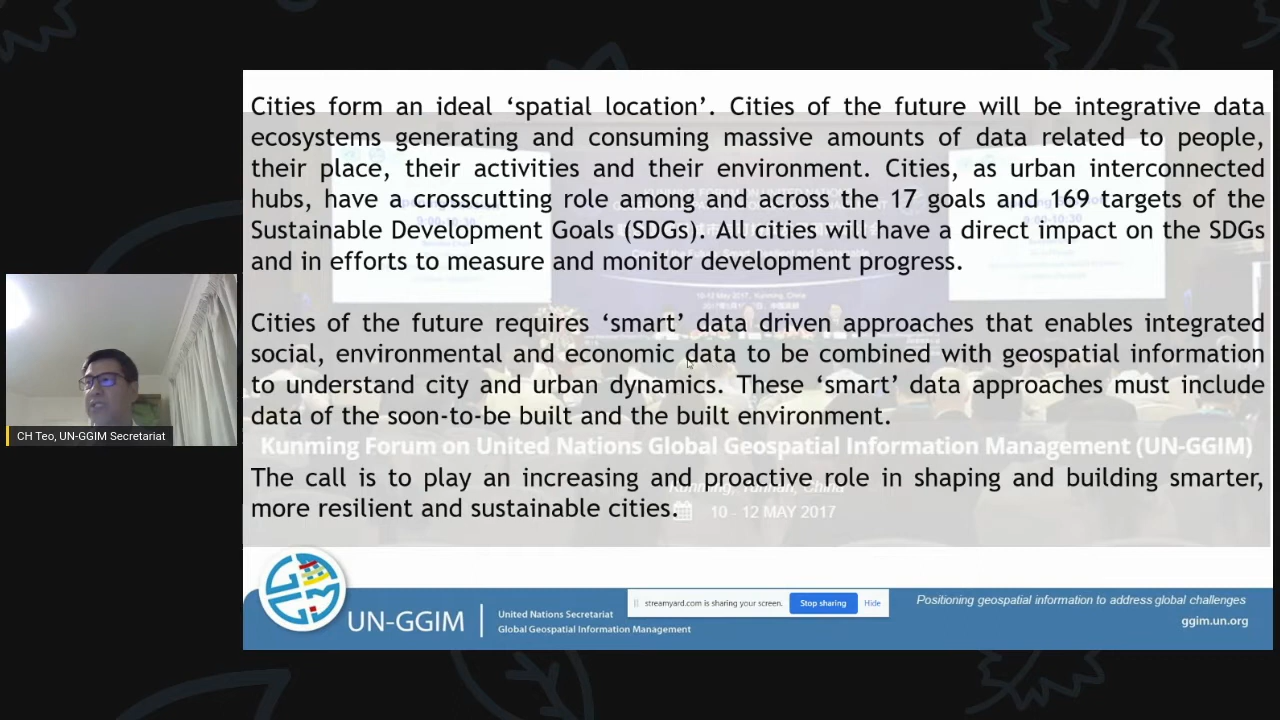 Cities form an ideal ‘spatial location’. Cities of the future will be integrative data
ecosystems generating and consuming massive amounts of data related to people,
their place, their activities and their environment. Cities, as urban interconnected
hubs, have a crosscutting role among and across the 17 goals and 169 targets of the
Sustainable Development Goals (SDGs). All cities will have a direct impact on the SDGs
and in efforts to measure and monitor development progress.
Cities of the future requires ‘smart’ data driven approaches that enables integrated
social, environmental and economic data to be combined with geospatial information
to understand city and urban dynamics. These ‘smart’ data approaches must include
data of the soon-to-be built and the built environment.
Kunming Forum on United Nations Global Geospatial Information Management (UN-GGIM)
The call is to play an increasing and proactive role in shaping and building smarter,
Kunming, Yunnan, China
more resilient and sustainable cities.
10 - 12 MAY 2017
CH Teo, UN-GGIM Secretariat
UN-GGIM
United Nations Secretariat
Global Geospatial Information Management
streamyard.com is sharing your screen.
Stop sharing
Hide
Positioning geospatial information to address global challenges
ggim.un.org